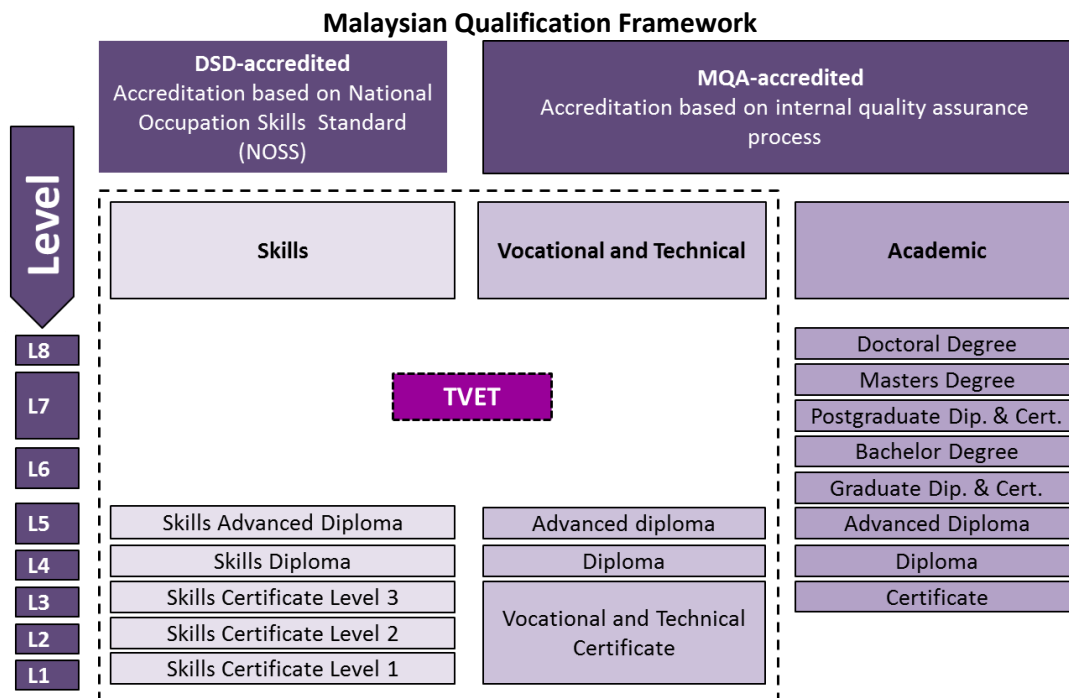 Malaysian Qualification Framework
DSD-accredited
Accreditation based on National
Occupation Skills Standard
(NOSS)
MQA-accredited
Accreditation based on internal quality assurance
process
Level
Skills
Vocational and Technical
Academic
L8
Doctoral Degree
TVET
L7
Masters Degree
Postgraduate Dip. & Cert.
L6
Bachelor Degree
Graduate Dip. & Cert.
L5
Skills Advanced Diploma
Advanced diploma
Advanced Diploma
L4
Skills Diploma
Diploma
Diploma
L3
Skills Certificate Level 3
Vocational and Technical
Certificate
Certificate
L2
Skills Certificate Level 2
L1
Skills Certificate Level 1